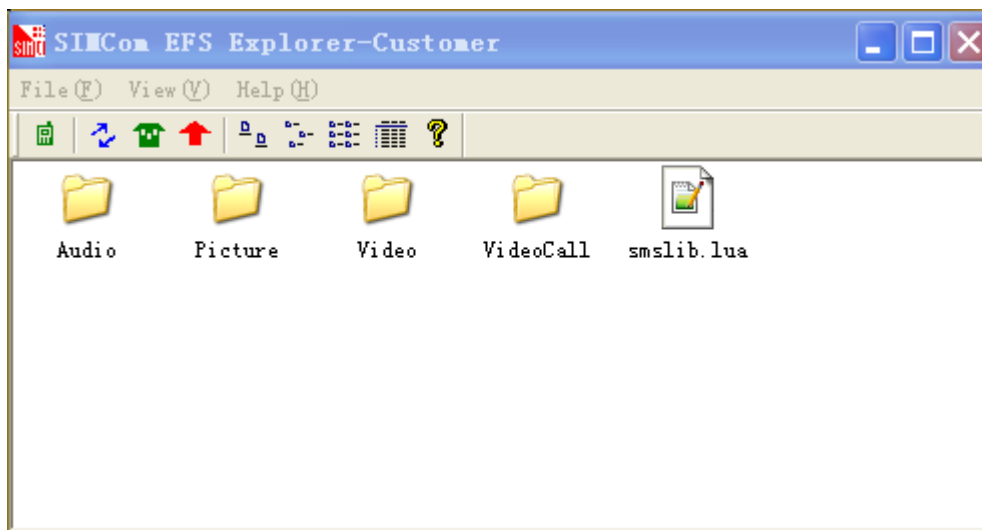 SIMCom EFS Explorer-Customer
File(F) View(V) Help(H)
Audio Picture Video VideoCall smslib.lua